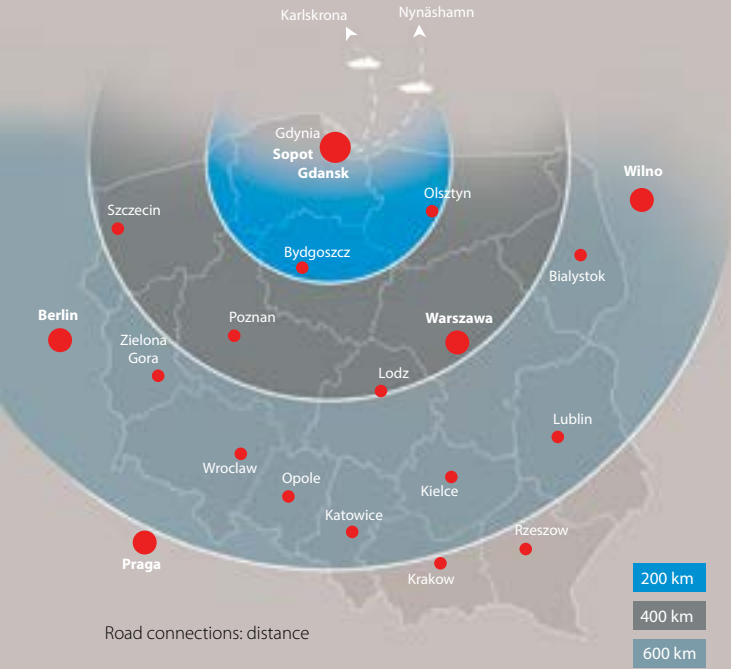 Karlskrona
Nynäshamn
Gdynia
Sopot
Gdansk
Wilno
Olsztyn
Szczecin
Bydgoszcz
Bialystok
Berlin
Poznan
Warszawa
Zielona
Gora
Lodz
Lublin
Wroclaw
Opole
Kielce
Katowice
Rzeszow
Praga
Krakow
200 km
400 km
600 km
Road connections: distance